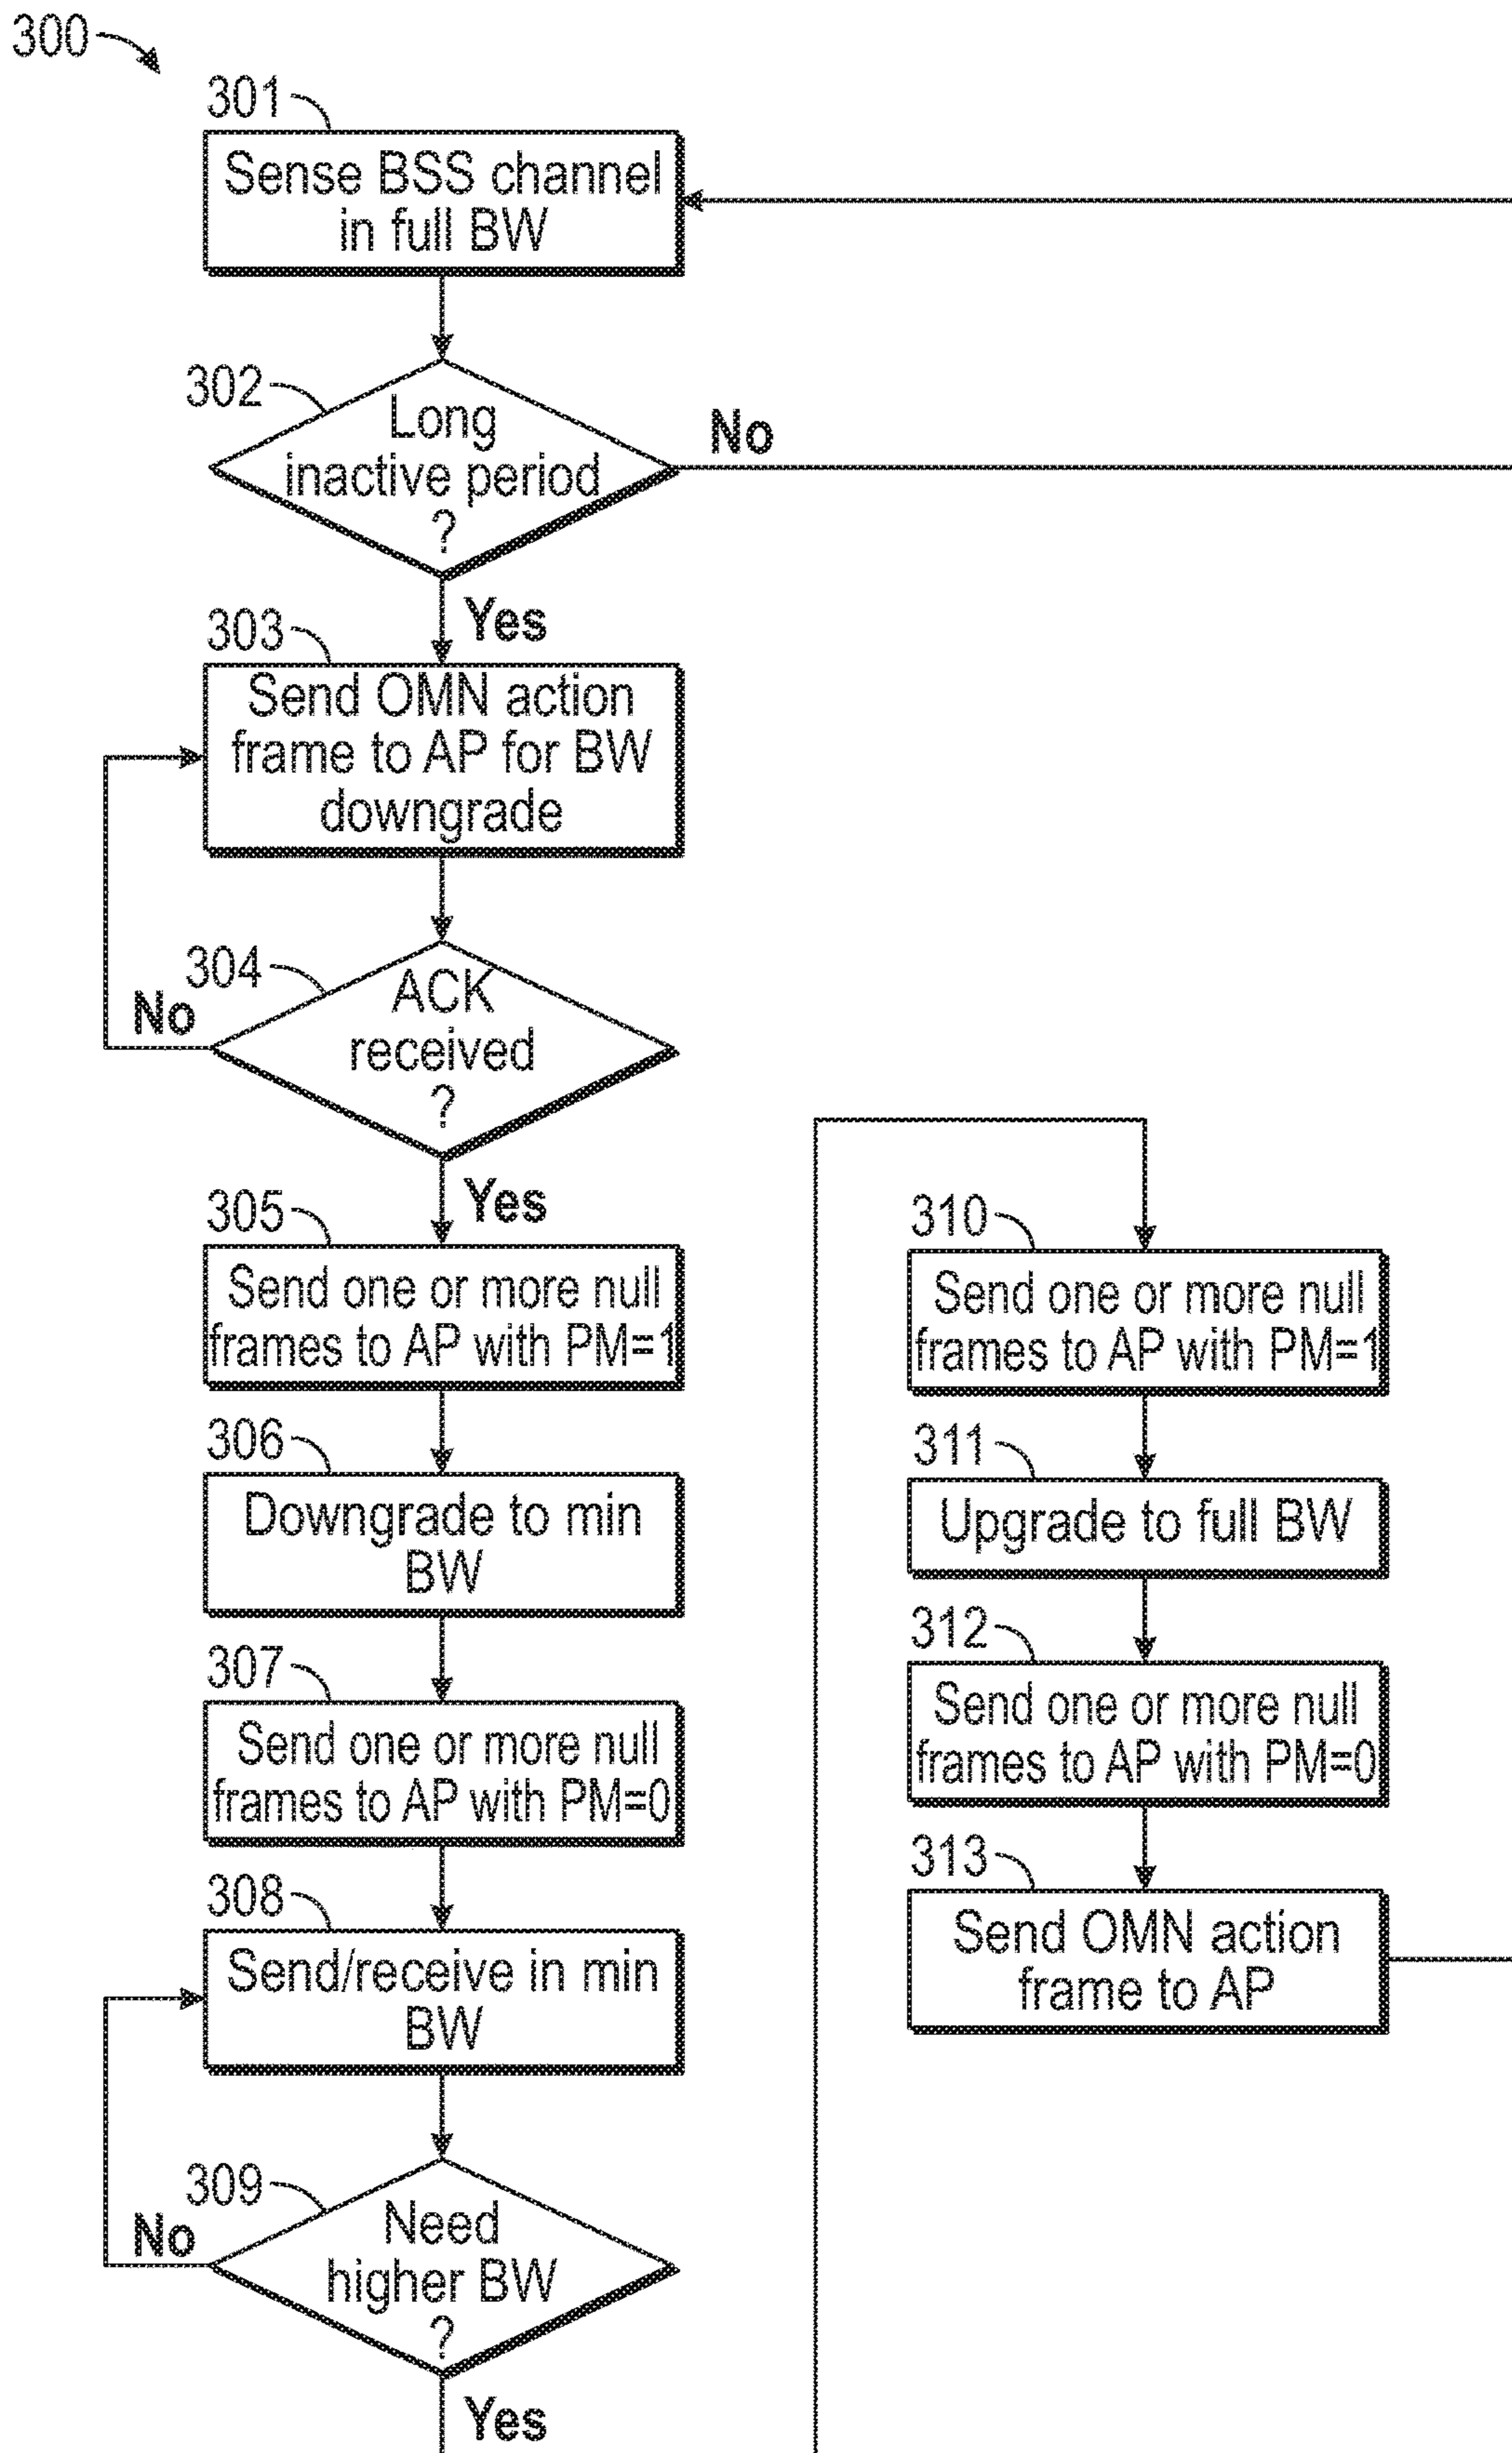 300
301
Sense BSS channel
in full BW
302
Long
inactive period
?
No
Yes
303
Send OMN action
frame to AP for BW
downgrade
304
ACK
received
?
No
Yes
305
Send one or more null
frames to AP with PM=1
306
Downgrade to min
BW
307
Send one or more null
frames to AP with PM=0
308
Send/receive in min
BW
309
Need
higher BW
?
No
Yes
310
Send one or more null
frames to AP with PM=1
311
Upgrade to full BW
312
Send one or more null
frames to AP with PM=0
313
Send OMN action
frame to AP